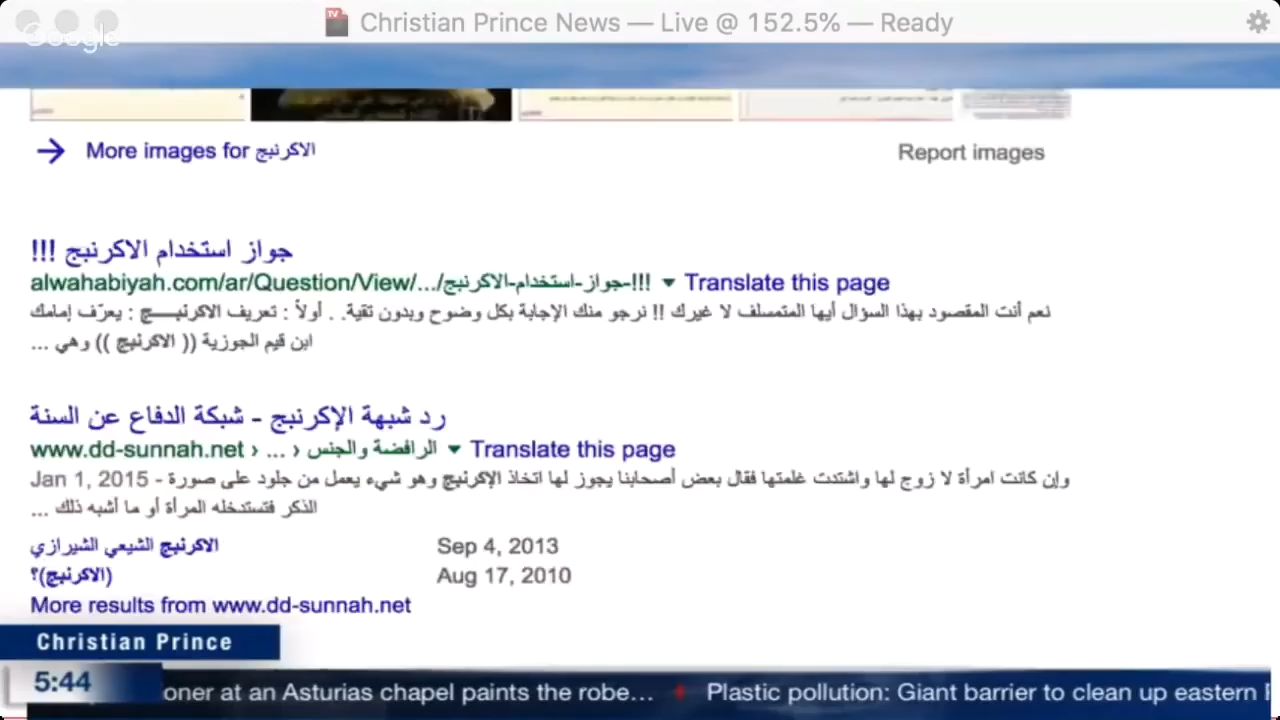 Christian Prince News — Live @ 152.5% — Ready
Google
More images for الاكرنبج
Report images
جواز استخدام الاكرنبج !!!
alwahabiyah.com/ar/Question/View/.../جواز-استخدام-الاكرنبج-!!! Translate this page
نعم أنت المقصود بهذا السؤال أيها المتمسلف لا غيرك !! نرجو منك الإجابة بكل وضوح وبدون تقية. . أولاً : تعريف الاكرنبـــــج : يعرّف إمامك
ابن قيم الجوزية (( الاكرنبج )) وهي ...
رد شبهة الإكرنبج - شبكة الدفاع عن السنة
www.dd-sunnah.net › ... › الرافضة والجنس Translate this page
Jan 1, 2015 - وإن كانت امرأة لا زوج لها واشتدت غلمتها فقال بعض أصحابنا يجوز لها اتخاذ الإكرنبج وهو شيء يعمل من جلود على صورة
الذكر فتستدخله المرأة أو ما أشبه ذلك ...
الاكرنبج الشيعي الشيرازي Sep 4, 2013
(الاكرنبج)؟ Aug 17, 2010
More results from www.dd-sunnah.net
Christian Prince
5:44
oner at an Asturias chapel paints the robe... Plastic pollution: Giant barrier to clean up eastern